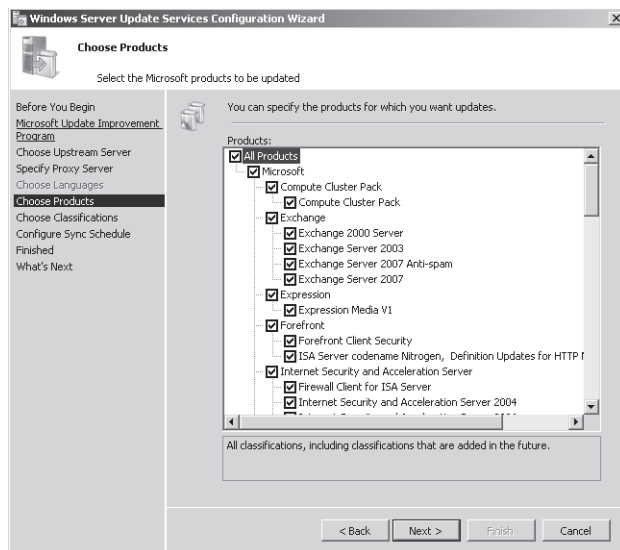 Windows Server Update Services Configuration Wizard
Choose Products
Select the Microsoft products to be updated
Before You Begin
Microsoft Update Improvement
Program
Choose Upstream Server
Specify Proxy Server
Choose Languages
Choose Products
Choose Classifications
Configure Sync Schedule
Finished
What's Next
You can specify the products for which you want updates.
Products:
All Products
Microsoft
Compute Cluster Pack
Compute Cluster Pack
Exchange
Exchange 2000 Server
Exchange Server 2003
Exchange Server 2007 Anti-spam
Exchange Server 2007
Expression
Expression Media V1
Forefront
Forefront Client Security
ISA Server codename Nitrogen, Definition Updates for HTTP
Internet Security and Acceleration Server
Firewall Client for ISA Server
Internet Security and Acceleration Server 2004
All classifications, including classifications that are added in the future.
< Back
Next >
Finish
Cancel